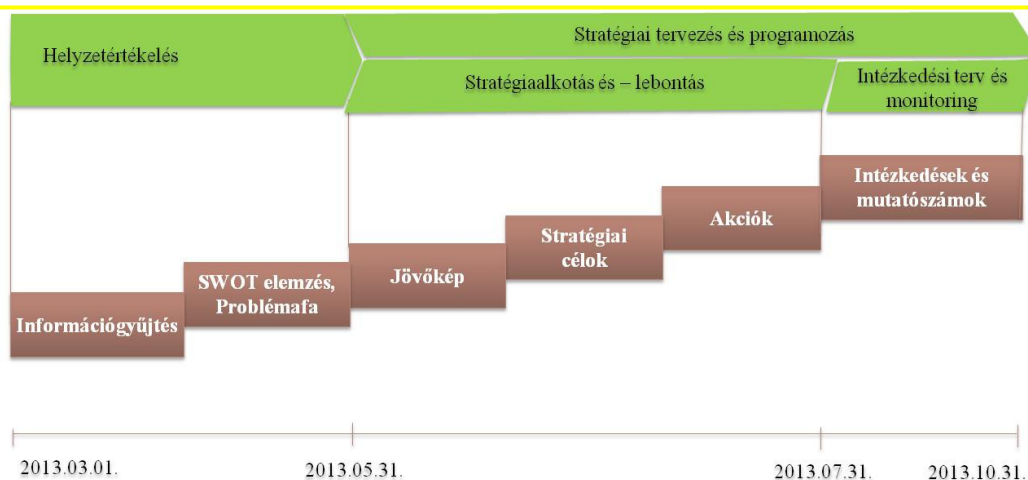 Helyzetértékelés
Stratégiai tervezés és programozás
Stratégiaalkotás és – lebontás
Intézkedési terv és
monitoring
Információgyűjtés
SWOT elemzés,
Problémafa
Jövőkép
Stratégiai
célok
Akciók
Intézkedések és
mutatószámok
2013.03.01.
2013.05.31.
2013.07.31.
2013.10.31.